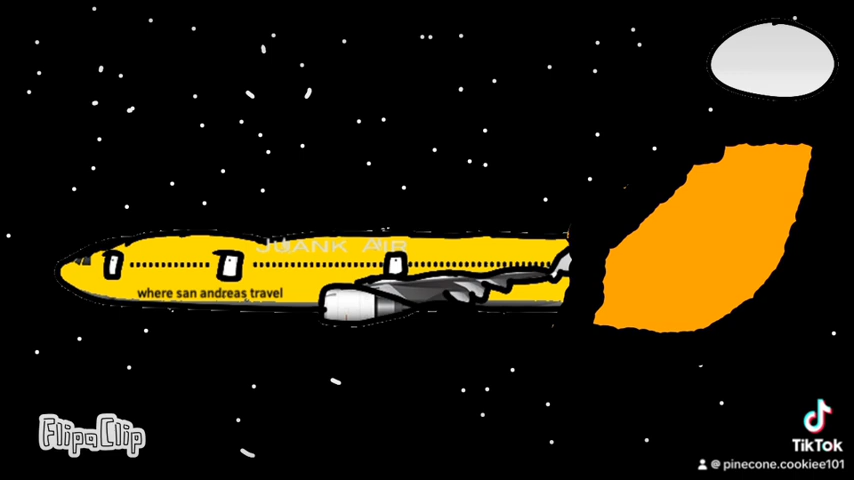 JUANK AIR
where san andreas travel
FlipaClip
TikTok
@ pinecone.cookiee101